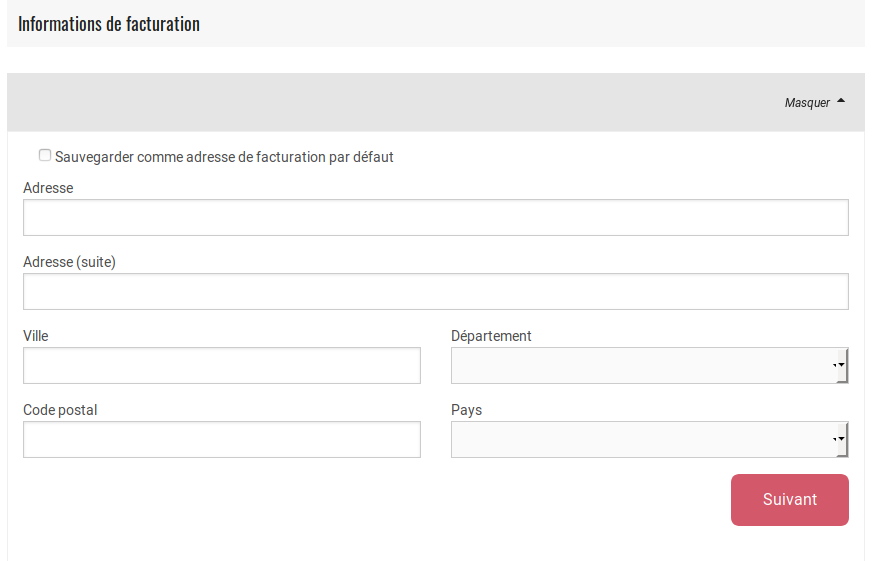 Informations de facturation
Masquer
Sauvegarder comme adresse de facturation par défaut
Adresse
Adresse (suite)
Ville
Département
Code postal
Pays
Suivant